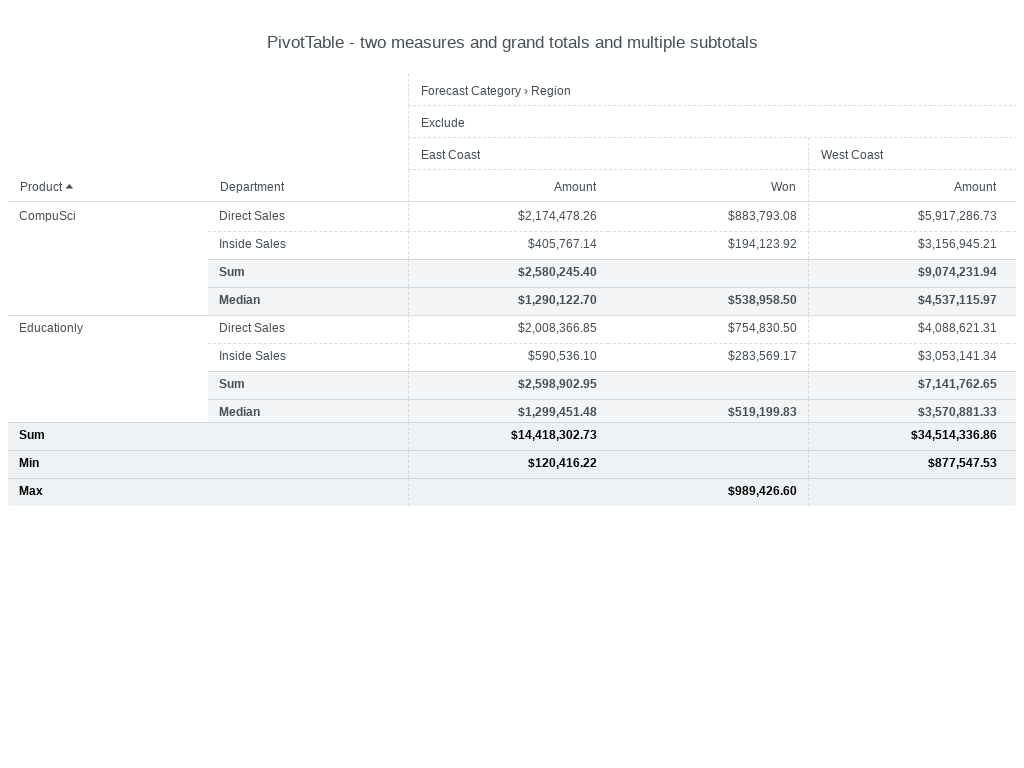 PivotTable - two measures and grand totals and multiple subtotals
Forecast Category › Region
Exclude
East Coast West Coast
Product Department Amount Won Amount
CompuSci Direct Sales $2,174,478.26 $883,793.08 $5,917,286.73
Inside Sales $405,767.14 $194,123.92 $3,156,945.21
Sum $2,580,245.40 $9,074,231.94
Median $1,290,122.70 $538,958.50 $4,537,115.97
Educationly Direct Sales $2,008,366.85 $754,830.50 $4,088,621.31
Inside Sales $590,536.10 $283,569.17 $3,053,141.34
Sum $2,598,902.95 $7,141,762.65
Median $1,299,451.48 $519,199.83 $3,570,881.33
Sum $14,418,302.73 $34,514,336.86
Min $120,416.22 $877,547.53
Max $989,426.60